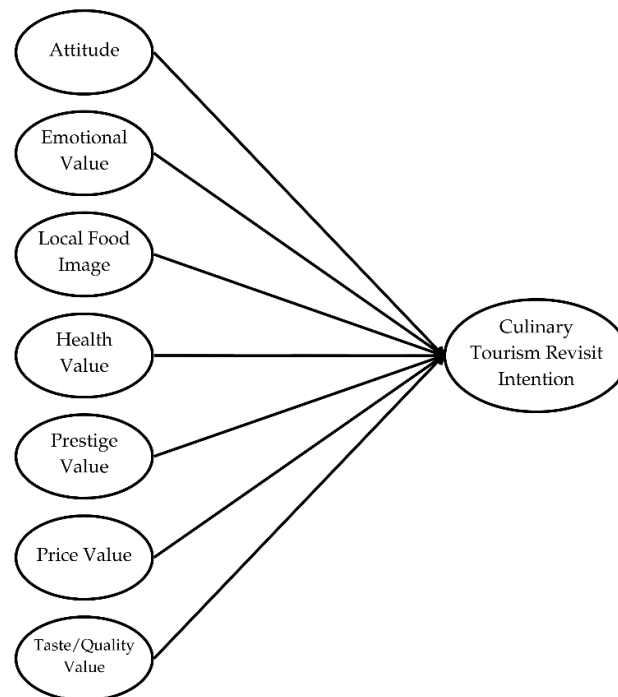 Attitude
Emotional
Value
Local Food
Image
Health
Value
Culinary
Tourism Revisit
Intention
Prestige
Value
Price Value
Taste/Quality
Value